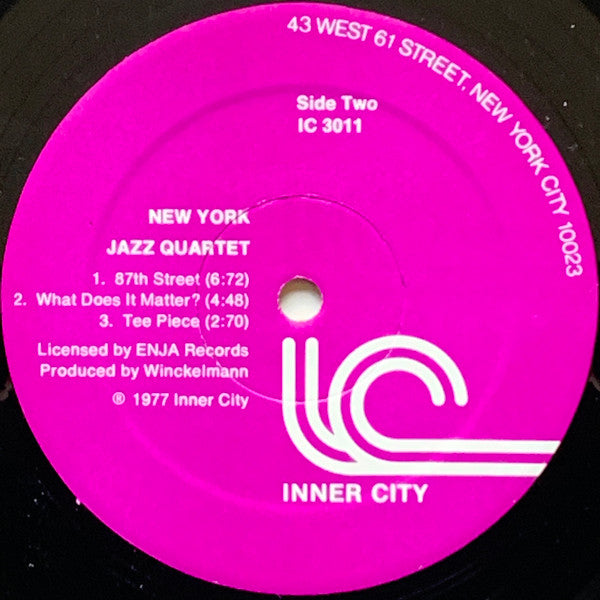 43 WEST 61 STREET, NEW YORK CITY 10023
Side Two
IC 3011
NEW YORK
JAZZ QUARTET
1. 87th Street (6:72)
2. What Does It Matter? (4:48)
3. Tee Piece (2:70)
Licensed by ENJA Records
Produced by Winckelmann
℗ 1977 Inner City
IC
INNER CITY